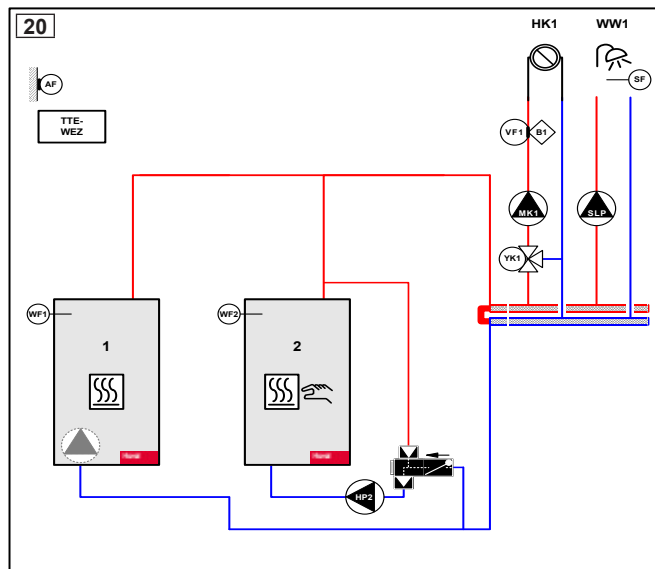 20
HK1 WW1
AF
SF
TTE-
WEZ
VF1 B1
MK1 SLP
YK1
WF1 WF2
1 2
HP2